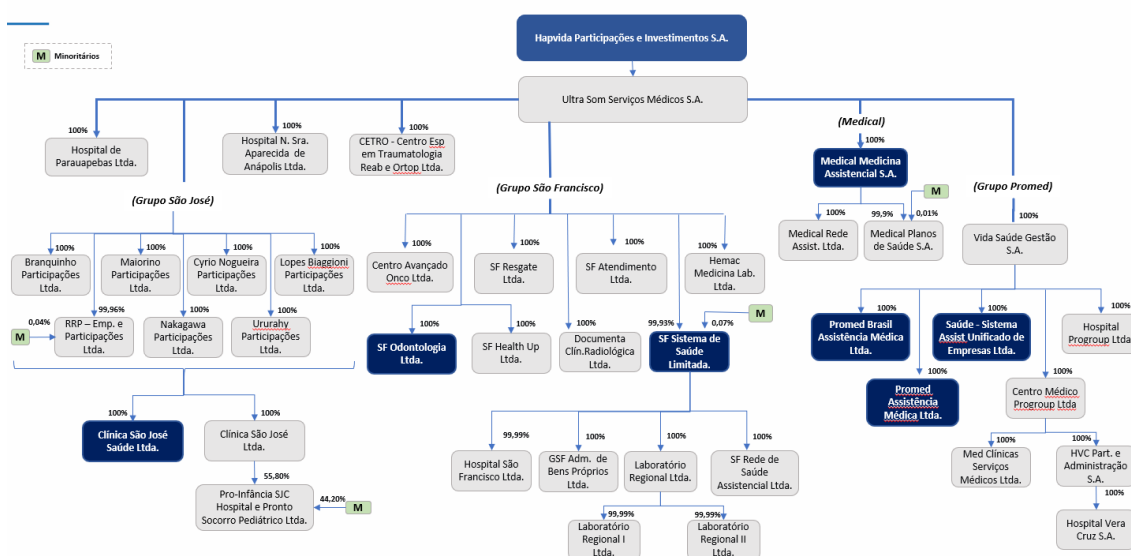 Hapvida Participações e Investimentos S.A.
M Minoritários
Ultra Som Serviços Médicos S.A.
100%
Hospital de
Parauapebas Ltda.
100%
Hospital N. Sra.
Aparecida de
Anápolis Ltda.
100%
CETRO - Centro Esp
em Traumatologia
Reab e Ortop Ltda.
(Medical)
100%
Medical Medicina
Assistencial S.A.
M
100%
Medical Rede
Assist. Ltda.
99,9%
0,01%
Medical Planos
de Saúde S.A.
(Grupo São José)
100%
Branquinho
Participações
Ltda.
100%
Maiorino
Participações
Ltda.
100%
Cyrio Nogueira
Participações
Ltda.
100%
Lopes Biaggioni
Participações
Ltda.
M
0,04%
99,96%
RRP – Emp. e
Participações
Ltda.
100%
Nakagawa
Participações
Ltda.
100%
Ururahy
Participações
Ltda.
100%
Clínica São José
Saúde Ltda.
100%
Clínica São José
Ltda.
55,80%
Pro-Infância SJC
Hospital e Pronto
Socorro Pediátrico Ltda.
44,20%
M
(Grupo São Francisco)
100%
Centro Avançado
Onco Ltda.
100%
SF Resgate
Ltda.
100%
SF Atendimento
Ltda.
100%
Hemac
Medicina Lab.
Ltda.
100%
SF Odontologia
Ltda.
100%
SF Health Up Ltda.
100%
Documenta
Clín.Radiológica
Ltda.
99,93%
0,07%
M
SF Sistema de
Saúde
Limitada.
99,99%
Hospital São
Francisco Ltda.
100%
GSF Adm. de
Bens Próprios
Ltda.
100%
Laboratório
Regional Ltda.
100%
SF Rede de
Saúde
Assistencial Ltda.
99,99%
Laboratório
Regional I
Ltda.
99,99%
Laboratório
Regional II
Ltda.
(Grupo Promed)
100%
Vida Saúde Gestão
S.A.
100%
Promed Brasil
Assistência Médica
Ltda.
100%
Saúde - Sistema
Assist Unificado de
Empresas Ltda.
100%
Hospital
Progroup Ltda
100%
Promed
Assistência
Médica Ltda.
100%
Centro Médico
Progroup Ltda
100%
Med Clínicas
Serviços
Médicos Ltda.
100%
HVC Part. e
Administração
S.A.
100%
Hospital Vera
Cruz S.A.